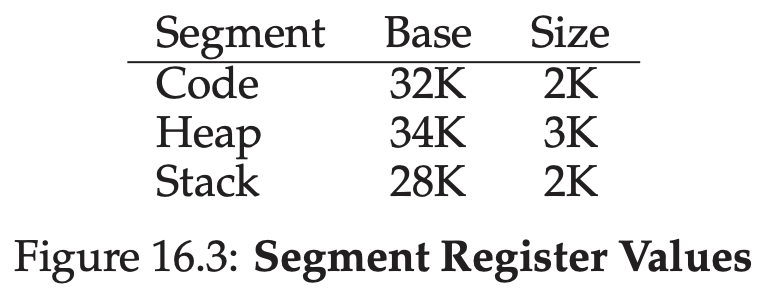 Segment Base Size
Code 32K 2K
Heap 34K 3K
Stack 28K 2K
Figure 16.3: Segment Register Values